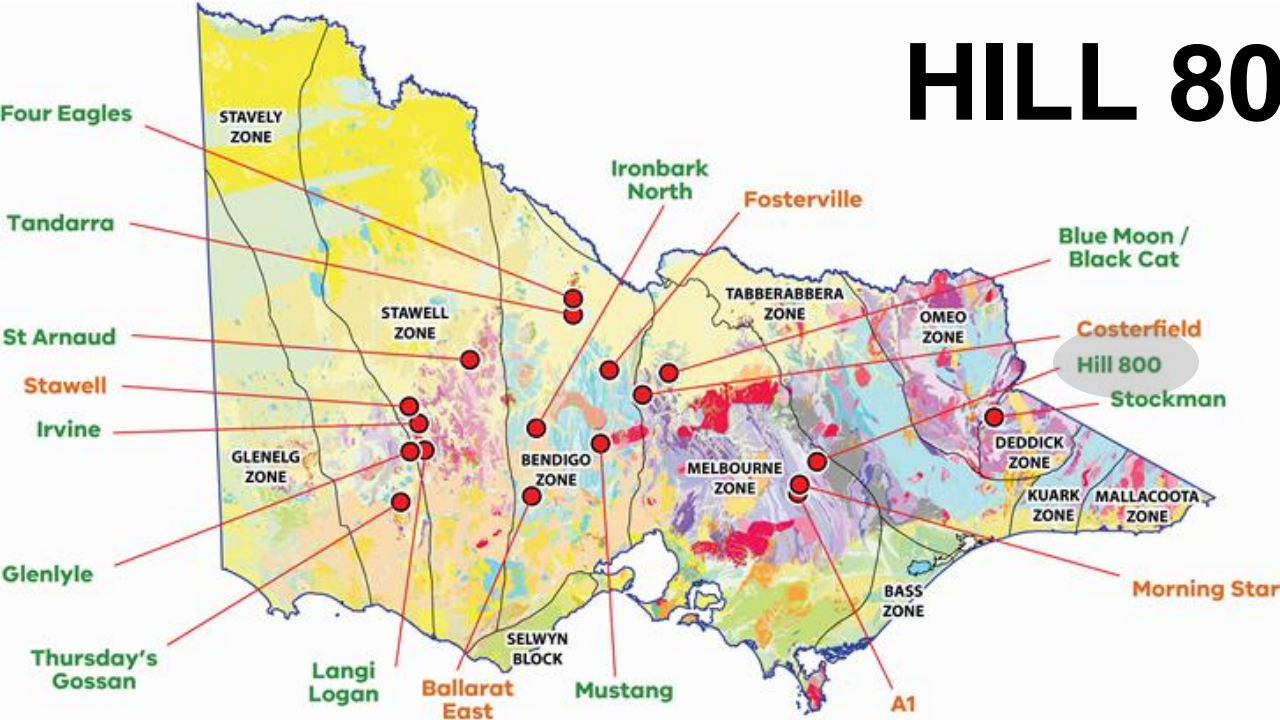 HILL 80
STAVELY
ZONE
Four Eagles
Ironbark
North
Fosterville
Tandarra
Blue Moon /
Black Cat
TABBERABBERA
ZONE
STAWELL
ZONE
OMEO
ZONE
St Arnaud
Costerfield
Hill 800
Stawell
Stockman
Irvine
DEDDICK
ZONE
GLENELG
ZONE
BENDIGO
ZONE
MELBOURNE
ZONE
KUARK
ZONE
MALLACOOTA
ZONE
Glenlyle
Morning Star
BASS
ZONE
SELWYN
BLOCK
Thursday's
Gossan
Langi
Logan
Ballarat
East
Mustang
A1